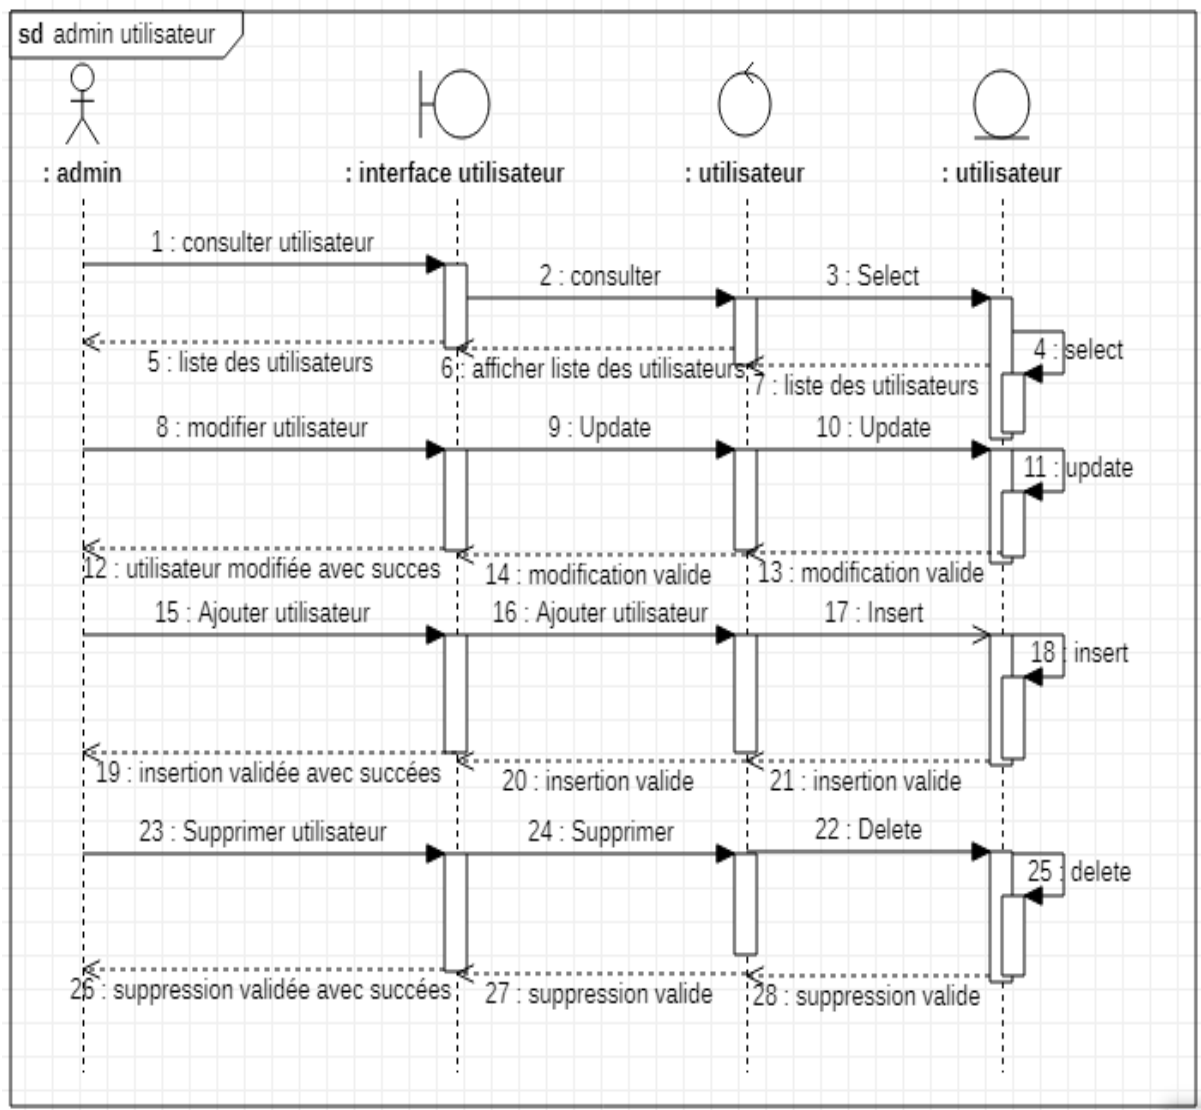 sd admin utilisateur
: admin
: interface utilisateur
: utilisateur
: utilisateur
1 : consulter utilisateur
2 : consulter
3 : Select
4 : select
5 : liste des utilisateurs
6 : afficher liste des utilisateurs
7 : liste des utilisateurs
8 : modifier utilisateur
9 : Update
10 : Update
11 : update
12 : utilisateur modifiée avec succes
14 : modification valide
13 : modification valide
15 : Ajouter utilisateur
16 : Ajouter utilisateur
17 : Insert
18 : insert
19 : insertion validée avec succées
20 : insertion valide
21 : insertion valide
23 : Supprimer utilisateur
24 : Supprimer
22 : Delete
25 : delete
26 : suppression validée avec succées
27 : suppression valide
28 : suppression valide